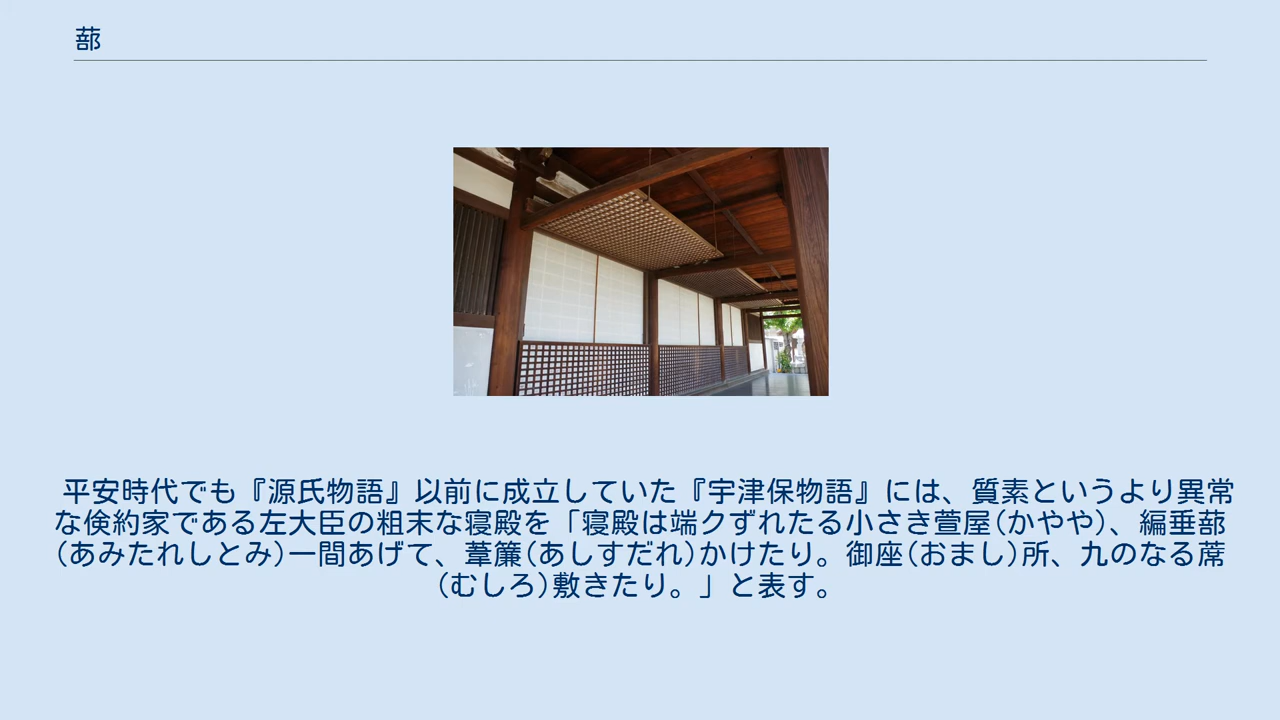 蔀
平安時代でも『源氏物語』以前に成立していた『宇津保物語』には、質素というより異常
な倹約家である左大臣の粗末な寝殿を「寝殿は端クずれたる小さき萱屋(かやや)、編垂蔀
(あみたれしとみ)一間あげて、葦簾(あしすだれ)かけたり。御座(おまし)所、九のなる蓆
(むしろ)敷きたり。」と表す。